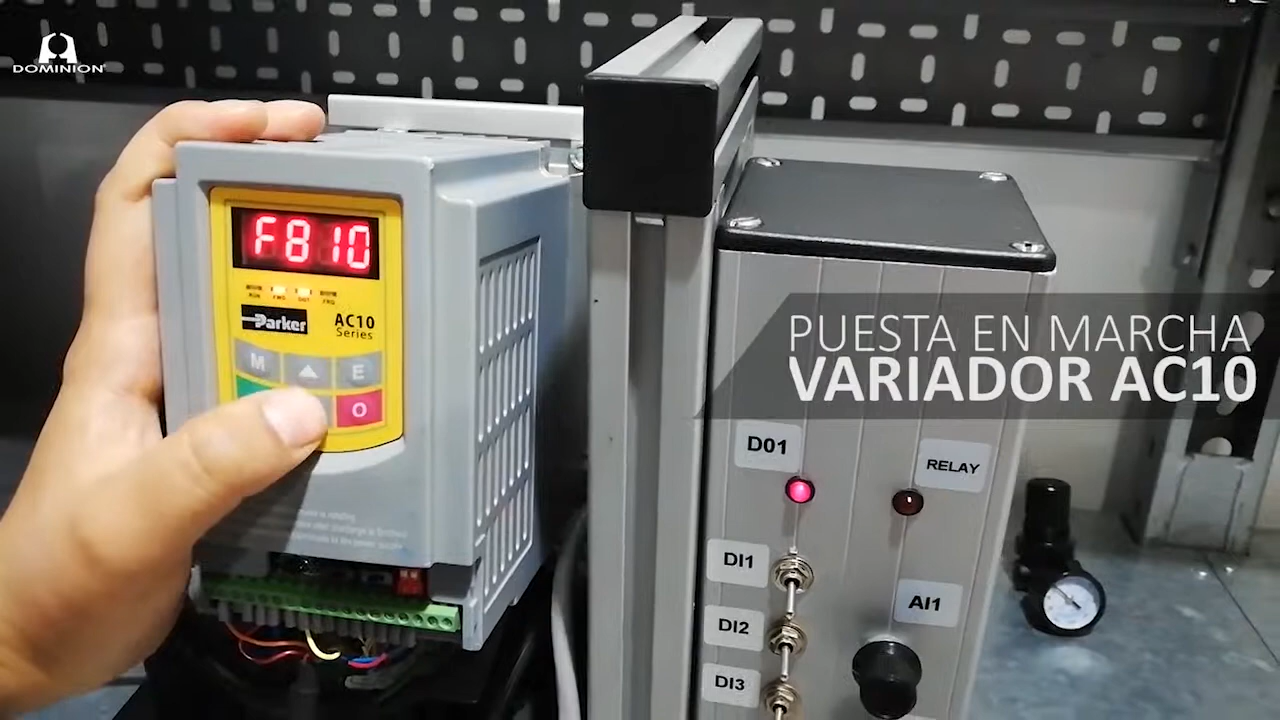 DOMINION
F810
RUN FWD DGT FRQ
Parker
AC10
Series
M
E
O
PUESTA EN MARCHA
VARIADOR AC10
D01
RELAY
DI1
AI1
DI2
DI3